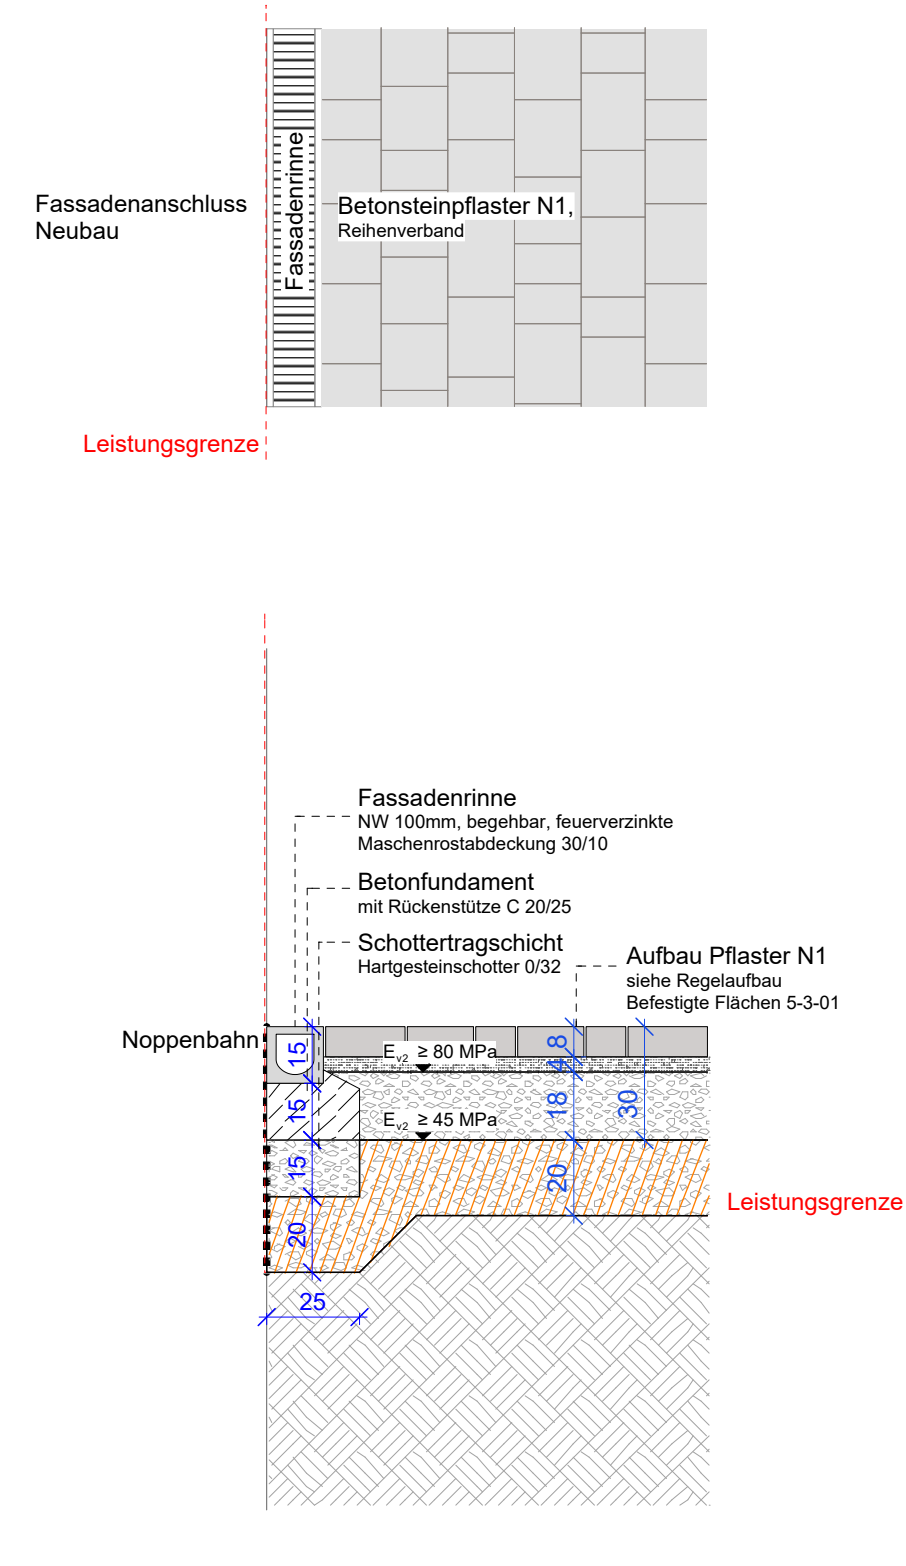 Fassadenanschluss
Neubau
Fassadenrinne
Betonsteinpflaster N1,
Reihenverband
Leistungsgrenze
Fassadenrinne
NW 100mm, begehbar, feuerverzinkte
Maschenrostabdeckung 30/10
Betonfundament
mit Rückenstütze C 20/25
Schottertragschicht
Hartgesteinschotter 0/32
Aufbau Pflaster N1
siehe Regelaufbau
Befestigte Flächen 5-3-01
Noppenbahn
15
15
15
20
25
Ev2 ≥ 80 MPa
Ev2 ≥ 45 MPa
8
4
18
20
30
Leistungsgrenze